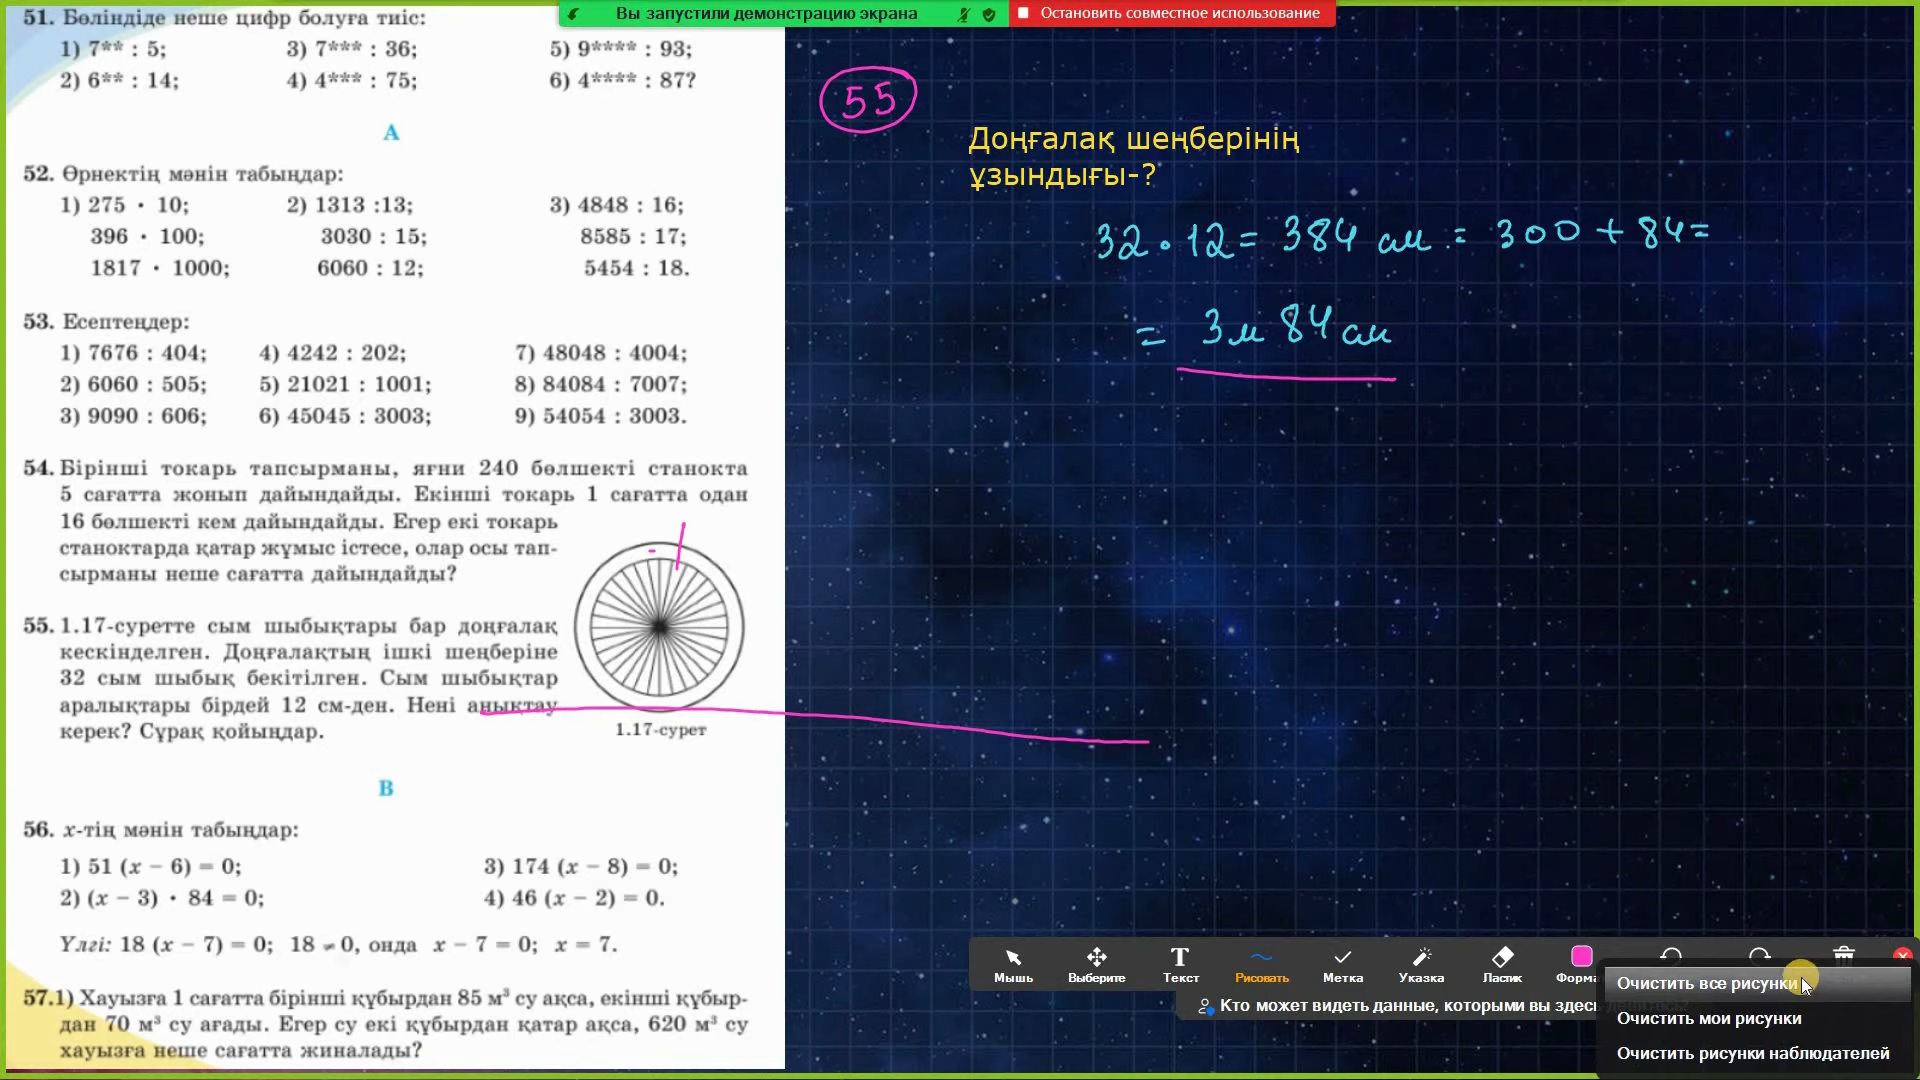 Вы запустили демонстрацию экрана
Остановить совместное использование
51. Бөліндіде неше цифр болуға тиіс:
1) 7** : 5; 3) 7*** : 36; 5) 9**** : 93;
2) 6** : 14; 4) 4*** : 75; 6) 4**** : 87?
А
52. Өрнектің мәнін табыңдар:
1) 275 · 10; 2) 1313 :13; 3) 4848 : 16;
396 · 100; 3030 : 15; 8585 : 17;
1817 · 1000; 6060 : 12; 5454 : 18.
53. Есептеңдер:
1) 7676 : 404; 4) 4242 : 202; 7) 48048 : 4004;
2) 6060 : 505; 5) 21021 : 1001; 8) 84084 : 7007;
3) 9090 : 606; 6) 45045 : 3003; 9) 54054 : 3003.
54. Бірінші токарь тапсырманы, яғни 240 бөлшекті станокта
5 сағатта жонып дайындайды. Екінші токарь 1 сағатта одан
16 бөлшекті кем дайындайды. Егер екі токарь
станоктарда қатар жұмыс істесе, олар осы тап-
сырманы неше сағатта дайындайды?
55. 1.17-суретте сым шыбықтары бар доңғалақ
кескінделген. Доңғалақтың ішкі шеңберіне
32 сым шыбық бекітілген. Сым шыбықтар
аралықтары бірдей 12 см-ден. Нені анықтау
керек? Сұрақ қойыңдар.
1.17-сурет
В
56. x-тің мәнін табыңдар:
1) 51 (x − 6) = 0; 3) 174 (x − 8) = 0;
2) (x − 3) · 84 = 0; 4) 46 (x − 2) = 0.
Үлгі: 18 (x − 7) = 0; 18 ≠ 0, онда x − 7 = 0; x = 7.
57.1) Хауызға 1 сағатта бірінші құбырдан 85 м³ су ақса, екінші құбыр-
дан 70 м³ су ағады. Егер су екі құбырдан қатар ақса, 620 м³ су
хауызға неше сағатта жиналады?
55
Доңғалақ шеңберінің
ұзындығы-?
32 · 12 = 384 см = 300 + 84 =
= 3м 84 см
Мышь Выберите Текст Рисовать Метка Указка Ластик Форма
Кто может видеть данные, которыми вы здесь
Очистить все рисунки
Очистить мои рисунки
Очистить рисунки наблюдателей